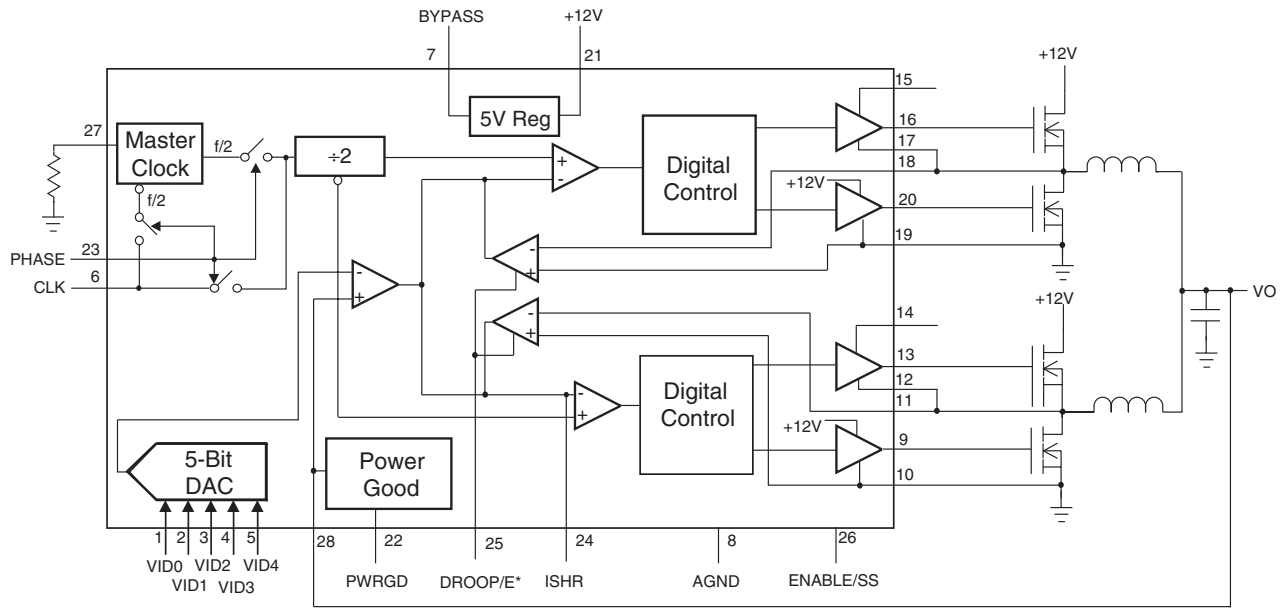 BYPASS +12V
7 21
+12V
15
5V Reg
27 Master Clock f/2 ÷2 + - Digital Control 16
17
18
+12V
f/2
20
- + 19
PHASE 23
CLK 6
- +
+12V VO
- + 14
13
12
Digital Control
- + 11
+12V 9
5-Bit DAC
Power Good
10
1 2 3 4 5 28 22 25 24 8 26
VID0 VID2 VID4
VID1 VID3
PWRGD DROOP/E* ISHR AGND ENABLE/SS